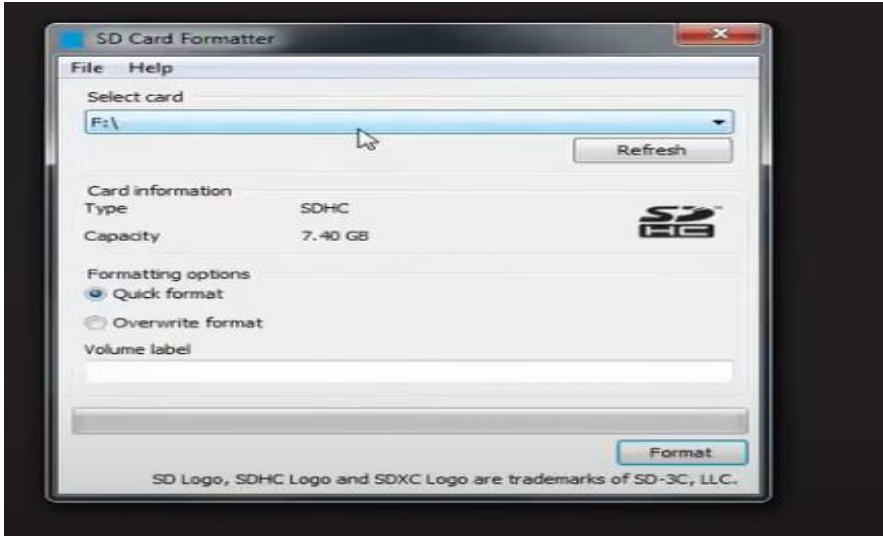 SD Card Formatter
File Help
Select card
F:\
Refresh
Card information
Type SDHC
Capacity 7.40 GB
SD
HC
Formatting options
Quick format
Overwrite format
Volume label
Format
SD Logo, SDHC Logo and SDXC Logo are trademarks of SD-3C, LLC.